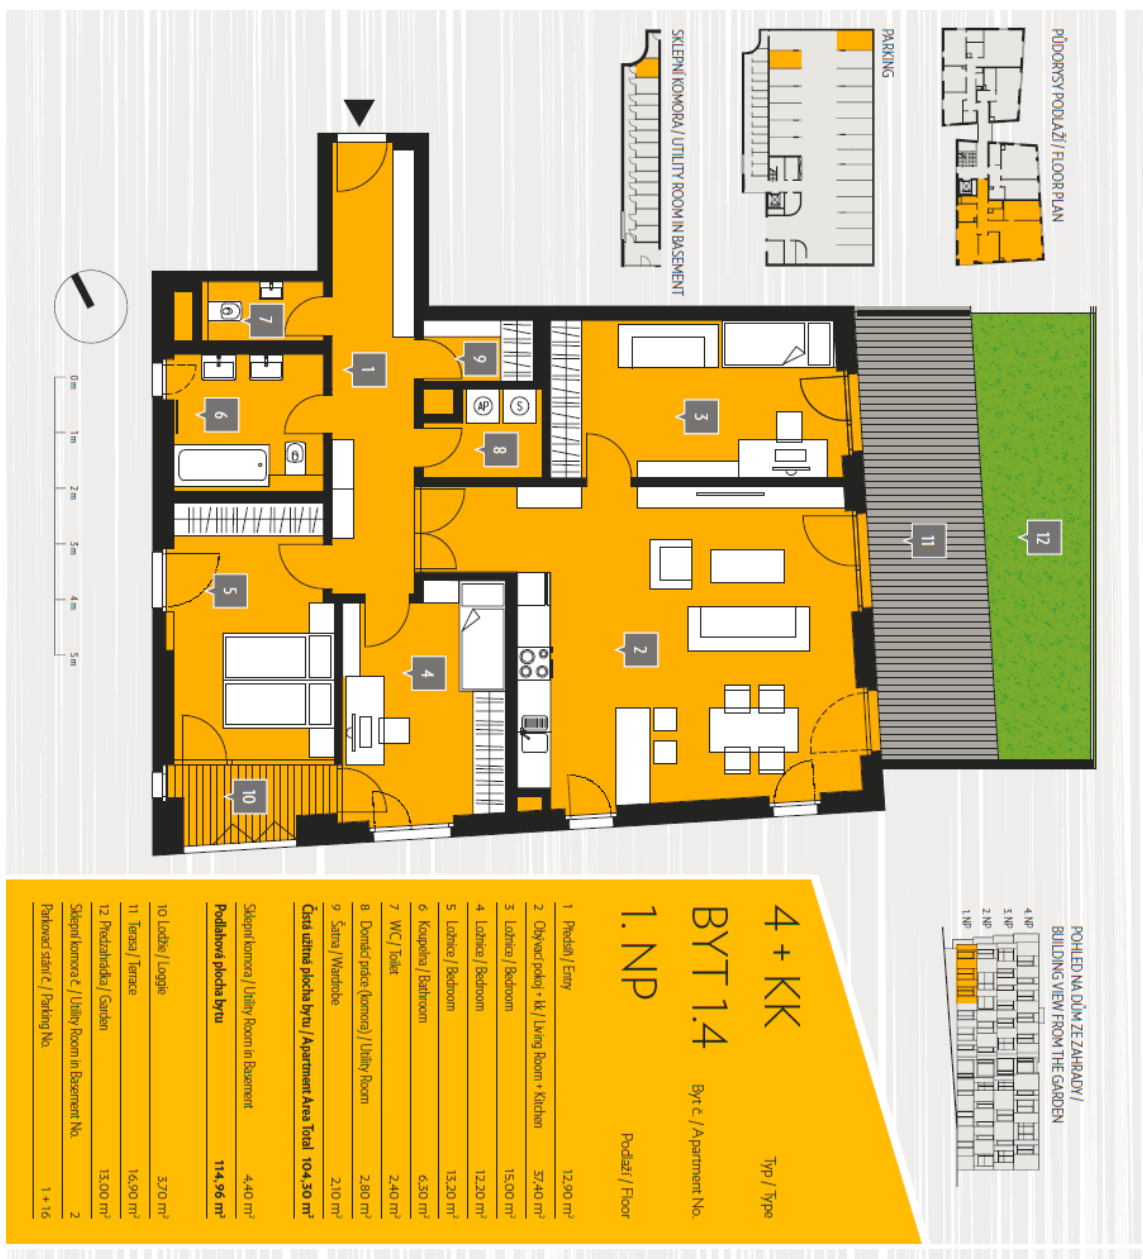 PŮDORYSY PODLAŽÍ / FLOOR PLAN
PARKING
SKLEPNÍ KOMORA / UTILITY ROOM IN BASEMENT
POHLED NA DŮM ZE ZAHRADY /
BUILDING VIEW FROM THE GARDEN
4. NP
3. NP
2. NP
1. NP
1
2
3
4
5
6
7
8
9
10
11
12
AP
S
0 m
1 m
2 m
3 m
4 m
5 m
4 + KK Typ / Type
BYT 1.4 Byt č. / Apartment No.
1. NP Podlaží / Floor
1 Předsíň / Entry 12,90 m²
2 Obývací pokoj + kk / Living Room + Kitchen 37,40 m²
3 Ložnice / Bedroom 15,00 m²
4 Ložnice / Bedroom 12,20 m²
5 Ložnice / Bedroom 13,20 m²
6 Koupelna / Bathroom 6,30 m²
7 WC / Toilet 2,40 m²
8 Domácí práce (komora) / Utility Room 2,80 m²
9 Šatna / Wardrobe 2,10 m²
Čistá užitná plocha bytu / Apartment Area Total 104,30 m²
Sklepní komora / Utility Room in Basement 4,40 m²
Podlahová plocha bytu 114,96 m²
10 Lodžie / Loggie 3,70 m²
11 Terasa / Terrace 16,90 m²
12 Předzahrádka / Garden 13,00 m²
Sklepní komora č. / Utility Room in Basement No. 2
Parkovací stání č. / Parking No. 1 + 16